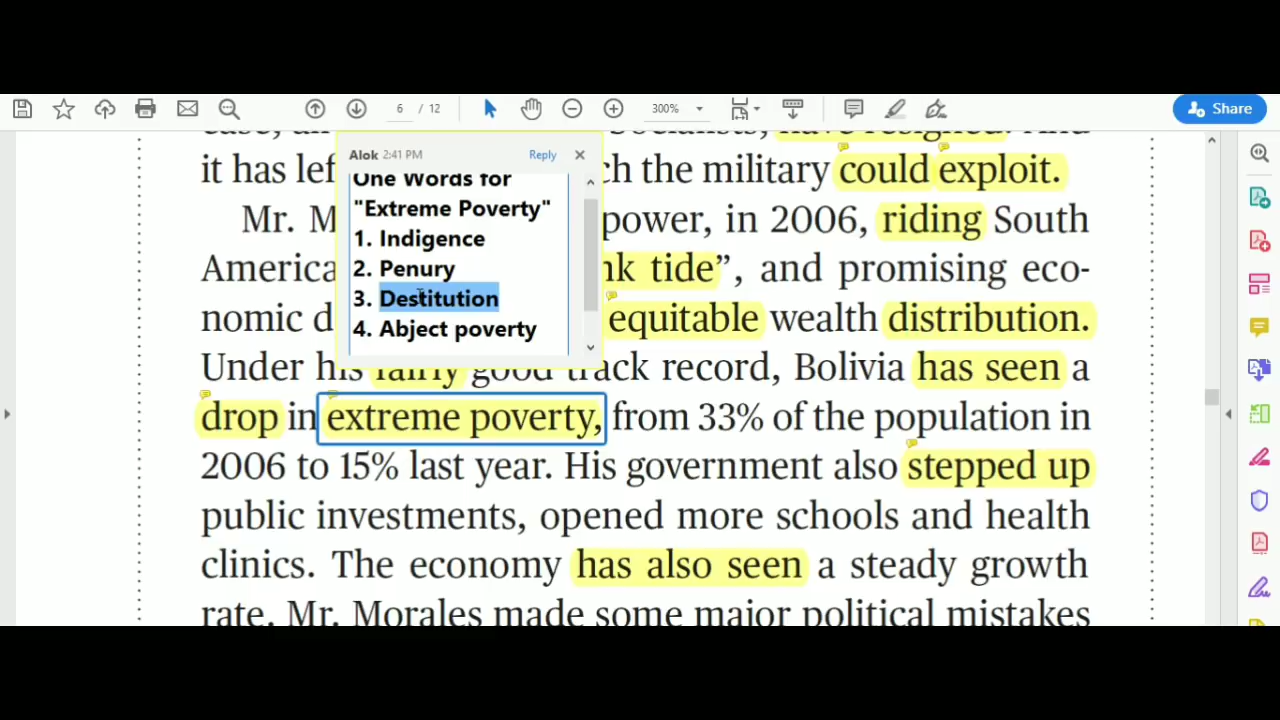 6 / 12
300%
Share
have resigned. And
Alok 2:41 PM Reply
One Words for
"Extreme Poverty"
1. Indigence
2. Penury
3. Destitution
4. Abject poverty
it has lef ch the military could exploit.
Mr. M power, in 2006, riding South
America nk tide”, and promising eco-
nomic d equitable wealth distribution.
Under his fairly good track record, Bolivia has seen a
drop in extreme poverty, from 33% of the population in
2006 to 15% last year. His government also stepped up
public investments, opened more schools and health
clinics. The economy has also seen a steady growth
rate. Mr. Morales made some major political mistakes